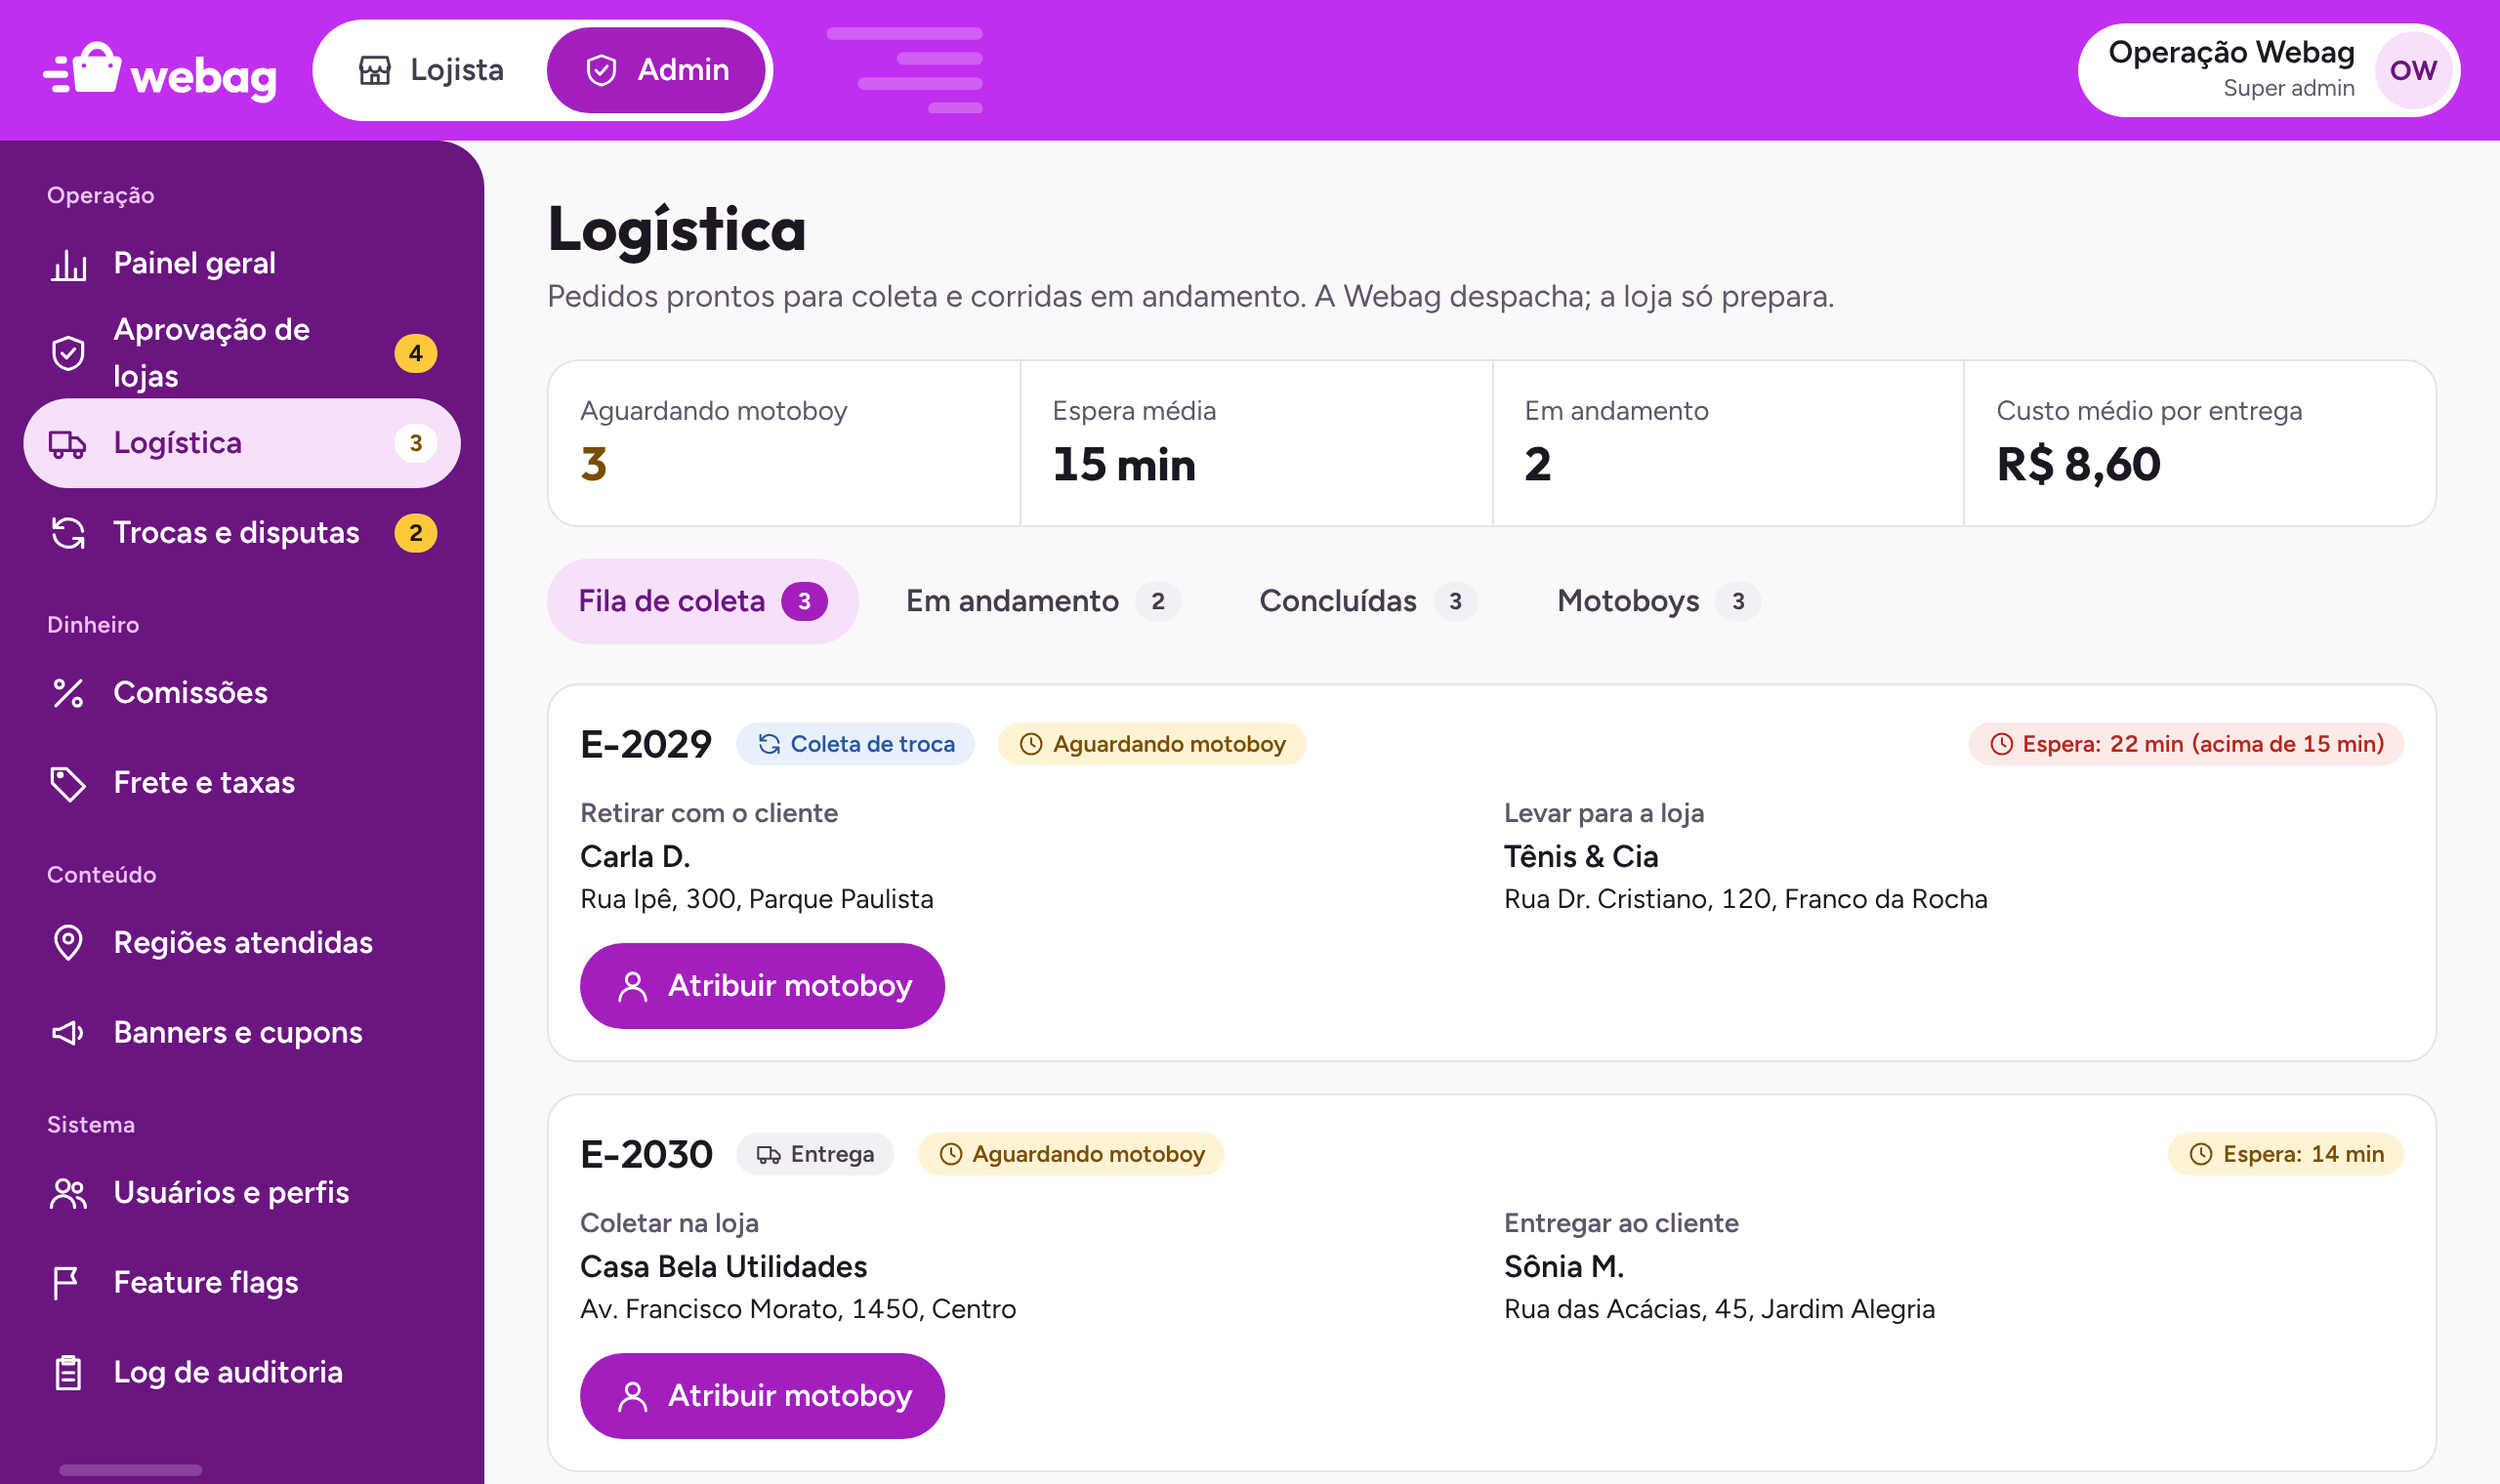 webag
Lojista
Admin
Operação Webag
Super admin
OW
Operação
Painel geral
Aprovação de
lojas
4
Logística
3
Trocas e disputas
2
Dinheiro
Comissões
Frete e taxas
Conteúdo
Regiões atendidas
Banners e cupons
Sistema
Usuários e perfis
Feature flags
Log de auditoria
Logística
Pedidos prontos para coleta e corridas em andamento. A Webag despacha; a loja só prepara.
Aguardando motoboy
3
Espera média
15 min
Em andamento
2
Custo médio por entrega
R$ 8,60
Fila de coleta 3
Em andamento 2
Concluídas 3
Motoboys 3
E-2029
Coleta de troca
Aguardando motoboy
Espera: 22 min (acima de 15 min)
Retirar com o cliente
Carla D.
Rua Ipê, 300, Parque Paulista
Levar para a loja
Tênis & Cia
Rua Dr. Cristiano, 120, Franco da Rocha
Atribuir motoboy
E-2030
Entrega
Aguardando motoboy
Espera: 14 min
Coletar na loja
Casa Bela Utilidades
Av. Francisco Morato, 1450, Centro
Entregar ao cliente
Sônia M.
Rua das Acácias, 45, Jardim Alegria
Atribuir motoboy